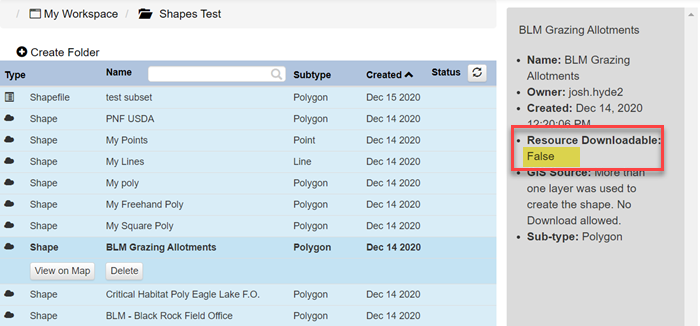 / My Workspace / Shapes Test
Create Folder
Type Name Subtype Created Status
Shapefile test subset Polygon Dec 15 2020
Shape PNF USDA Polygon Dec 14 2020
Shape My Points Point Dec 14 2020
Shape My Lines Line Dec 14 2020
Shape My poly Polygon Dec 14 2020
Shape My Freehand Poly Polygon Dec 14 2020
Shape My Square Poly Polygon Dec 14 2020
Shape BLM Grazing Allotments Polygon Dec 14 2020
View on Map Delete
Shape Critical Habitat Poly Eagle Lake F.O. Polygon Dec 14 2020
Shape BLM - Black Rock Field Office Polygon Dec 14 2020
BLM Grazing Allotments
• Name: BLM Grazing
Allotments
• Owner: josh.hyde2
• Created: Dec 14, 2020
12:20:06 PM
• Resource Downloadable:
False
• GIS Source: More than
one layer was used to
create the shape. No
Download allowed.
• Sub-type: Polygon